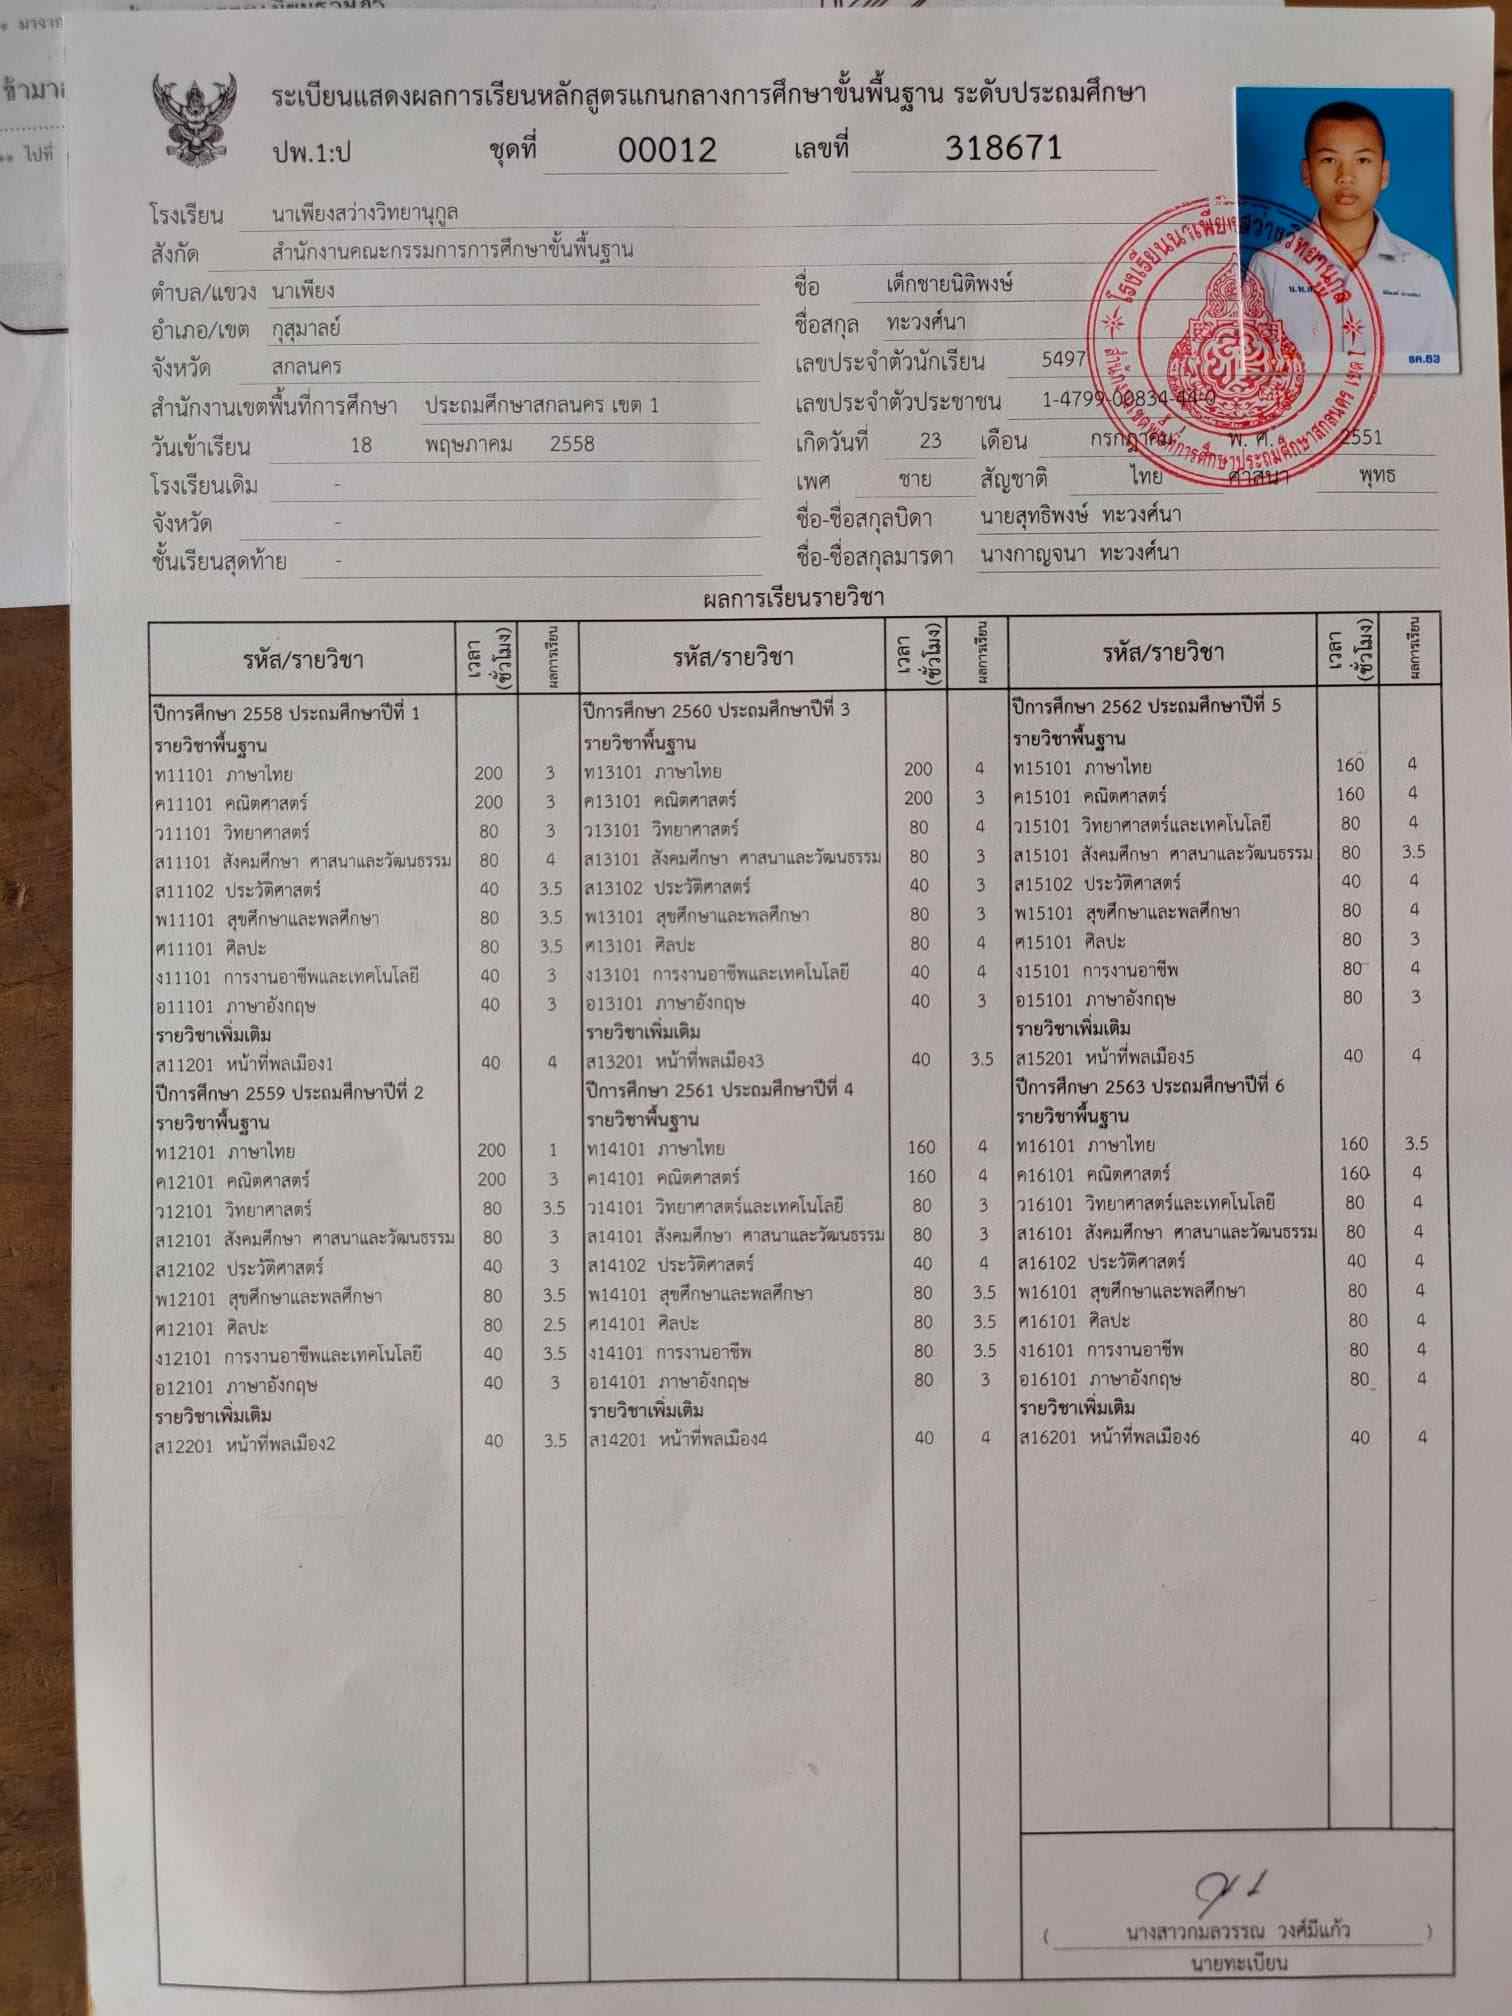 ระเบียนแสดงผลการเรียนหลักสูตรแกนกลางการศึกษาขั้นพื้นฐาน ระดับประถมศึกษา
ปพ.1:ป ชุดที่ 00012 เลขที่ 318671
โรงเรียน นาเพียงสว่างวิทยานุกูล
สังกัด สำนักงานคณะกรรมการการศึกษาขั้นพื้นฐาน
ตำบล/แขวง นาเพียง
อำเภอ/เขต กุสุมาลย์
จังหวัด สกลนคร
สำนักงานเขตพื้นที่การศึกษา ประถมศึกษาสกลนคร เขต 1
วันเข้าเรียน 18 พฤษภาคม 2558
โรงเรียนเดิม -
จังหวัด -
ชั้นเรียนสุดท้าย -
ชื่อ เด็กชายนิติพงษ์
ชื่อสกุล ทะวงศ์นา
เลขประจำตัวนักเรียน 5497
เลขประจำตัวประชาชน 1-4799-00834-44-0
เกิดวันที่ 23 เดือน กรกฎาคม พ. ศ. 2551
เพศ ชาย สัญชาติ ไทย ศาสนา พุทธ
ชื่อ-ชื่อสกุลบิดา นายสุทธิพงษ์ ทะวงศ์นา
ชื่อ-ชื่อสกุลมารดา นางกาญจนา ทะวงศ์นา
โรงเรียนนาเพียงสว่างวิทยานุกูล
สำนักงานเขตพื้นที่การศึกษาประถมศึกษาสกลนคร เขต 1
น.พ.ส.
ธค.63
ผลการเรียนรายวิชา
รหัส/รายวิชา เวลา (ชั่วโมง) ผลการเรียน
ปีการศึกษา 2558 ประถมศึกษาปีที่ 1
รายวิชาพื้นฐาน
ท11101 ภาษาไทย 200 3
ค11101 คณิตศาสตร์ 200 3
ว11101 วิทยาศาสตร์ 80 3
ส11101 สังคมศึกษา ศาสนาและวัฒนธรรม 80 4
ส11102 ประวัติศาสตร์ 40 3.5
พ11101 สุขศึกษาและพลศึกษา 80 3.5
ศ11101 ศิลปะ 80 3.5
ง11101 การงานอาชีพและเทคโนโลยี 40 3
อ11101 ภาษาอังกฤษ 40 3
รายวิชาเพิ่มเติม
ส11201 หน้าที่พลเมือง1 40 4
ปีการศึกษา 2559 ประถมศึกษาปีที่ 2
รายวิชาพื้นฐาน
ท12101 ภาษาไทย 200 1
ค12101 คณิตศาสตร์ 200 3
ว12101 วิทยาศาสตร์ 80 3.5
ส12101 สังคมศึกษา ศาสนาและวัฒนธรรม 80 3
ส12102 ประวัติศาสตร์ 40 3
พ12101 สุขศึกษาและพลศึกษา 80 3.5
ศ12101 ศิลปะ 80 2.5
ง12101 การงานอาชีพและเทคโนโลยี 40 3.5
อ12101 ภาษาอังกฤษ 40 3
รายวิชาเพิ่มเติม
ส12201 หน้าที่พลเมือง2 40 3.5
รหัส/รายวิชา เวลา (ชั่วโมง) ผลการเรียน
ปีการศึกษา 2560 ประถมศึกษาปีที่ 3
รายวิชาพื้นฐาน
ท13101 ภาษาไทย 200 4
ค13101 คณิตศาสตร์ 200 3
ว13101 วิทยาศาสตร์ 80 4
ส13101 สังคมศึกษา ศาสนาและวัฒนธรรม 80 3
ส13102 ประวัติศาสตร์ 40 3
พ13101 สุขศึกษาและพลศึกษา 80 3
ศ13101 ศิลปะ 80 4
ง13101 การงานอาชีพและเทคโนโลยี 40 4
อ13101 ภาษาอังกฤษ 40 3
รายวิชาเพิ่มเติม
ส13201 หน้าที่พลเมือง3 40 3.5
ปีการศึกษา 2561 ประถมศึกษาปีที่ 4
รายวิชาพื้นฐาน
ท14101 ภาษาไทย 160 4
ค14101 คณิตศาสตร์ 160 4
ว14101 วิทยาศาสตร์และเทคโนโลยี 80 3
ส14101 สังคมศึกษา ศาสนาและวัฒนธรรม 80 3
ส14102 ประวัติศาสตร์ 40 4
พ14101 สุขศึกษาและพลศึกษา 80 3.5
ศ14101 ศิลปะ 80 3.5
ง14101 การงานอาชีพ 80 3.5
อ14101 ภาษาอังกฤษ 80 3
รายวิชาเพิ่มเติม
ส14201 หน้าที่พลเมือง4 40 4
รหัส/รายวิชา เวลา (ชั่วโมง) ผลการเรียน
ปีการศึกษา 2562 ประถมศึกษาปีที่ 5
รายวิชาพื้นฐาน
ท15101 ภาษาไทย 160 4
ค15101 คณิตศาสตร์ 160 4
ว15101 วิทยาศาสตร์และเทคโนโลยี 80 4
ส15101 สังคมศึกษา ศาสนาและวัฒนธรรม 80 3.5
ส15102 ประวัติศาสตร์ 40 4
พ15101 สุขศึกษาและพลศึกษา 80 4
ศ15101 ศิลปะ 80 3
ง15101 การงานอาชีพ 80 4
อ15101 ภาษาอังกฤษ 80 3
รายวิชาเพิ่มเติม
ส15201 หน้าที่พลเมือง5 40 4
ปีการศึกษา 2563 ประถมศึกษาปีที่ 6
รายวิชาพื้นฐาน
ท16101 ภาษาไทย 160 3.5
ค16101 คณิตศาสตร์ 160 4
ว16101 วิทยาศาสตร์และเทคโนโลยี 80 4
ส16101 สังคมศึกษา ศาสนาและวัฒนธรรม 80 4
ส16102 ประวัติศาสตร์ 40 4
พ16101 สุขศึกษาและพลศึกษา 80 4
ศ16101 ศิลปะ 80 4
ง16101 การงานอาชีพ 80 4
อ16101 ภาษาอังกฤษ 80 4
รายวิชาเพิ่มเติม
ส16201 หน้าที่พลเมือง6 40 4
( นางสาวกมลวรรณ วงศ์มีแก้ว )
นายทะเบียน